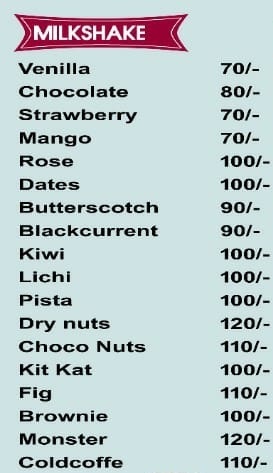 MILKSHAKE
Venilla 70/-
Chocolate 80/-
Strawberry 70/-
Mango 70/-
Rose 100/-
Dates 100/-
Butterscotch 90/-
Blackcurrent 90/-
Kiwi 100/-
Lichi 100/-
Pista 100/-
Dry nuts 120/-
Choco Nuts 110/-
Kit Kat 100/-
Fig 110/-
Brownie 100/-
Monster 120/-
Coldcoffe 110/-